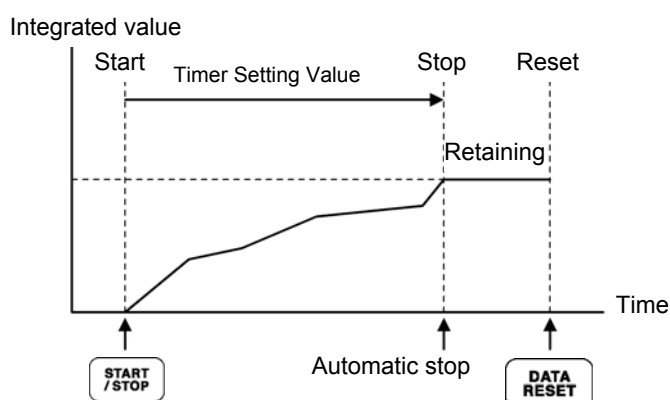 Integrated value
Start
Timer Setting Value
Stop
Reset
Retaining
Time
START
/ STOP
Automatic stop
DATA
RESET